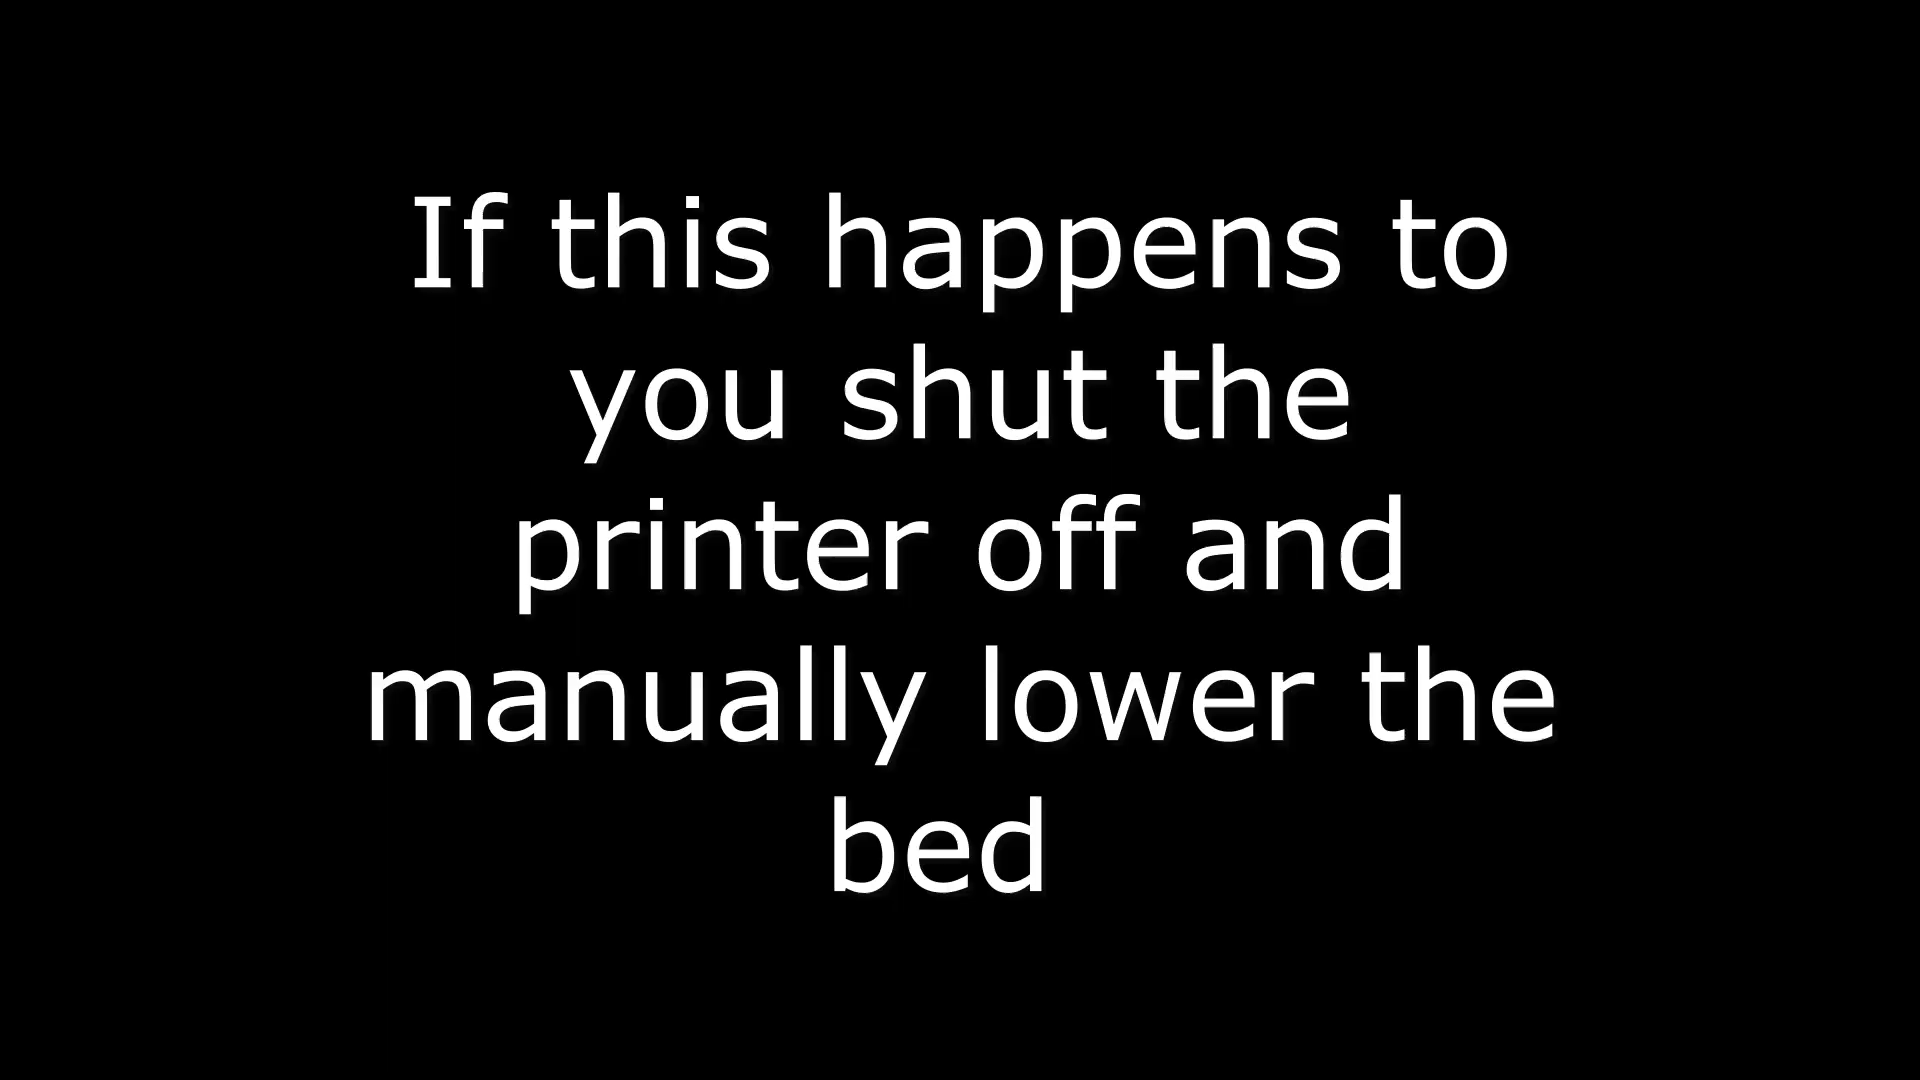 If this happens to
you shut the
printer off and
manually lower the
bed